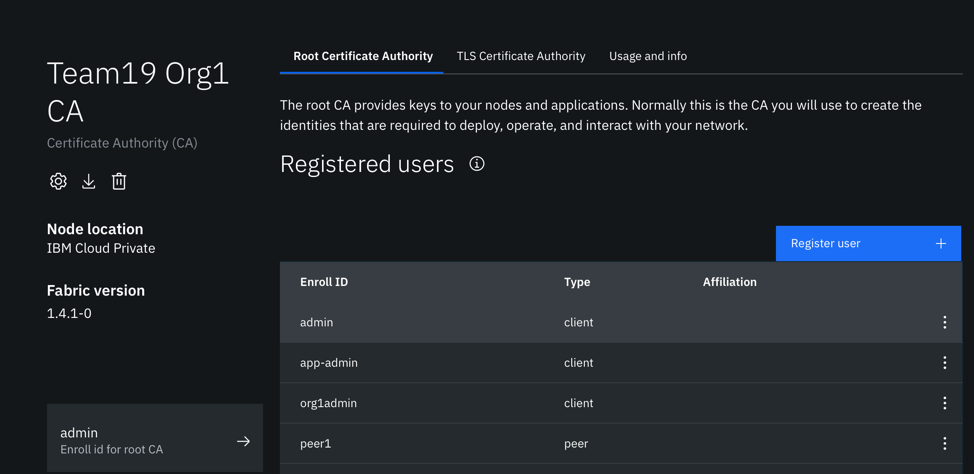 Team19 Org1
CA
Certificate Authority (CA)
Node location
IBM Cloud Private
Fabric version
1.4.1-0
admin
Enroll id for root CA
Root Certificate Authority TLS Certificate Authority Usage and info
The root CA provides keys to your nodes and applications. Normally this is the CA you will use to create the
identities that are required to deploy, operate, and interact with your network.
Registered users
Register user
Enroll ID Type Affiliation
admin client
app-admin client
org1admin client
peer1 peer